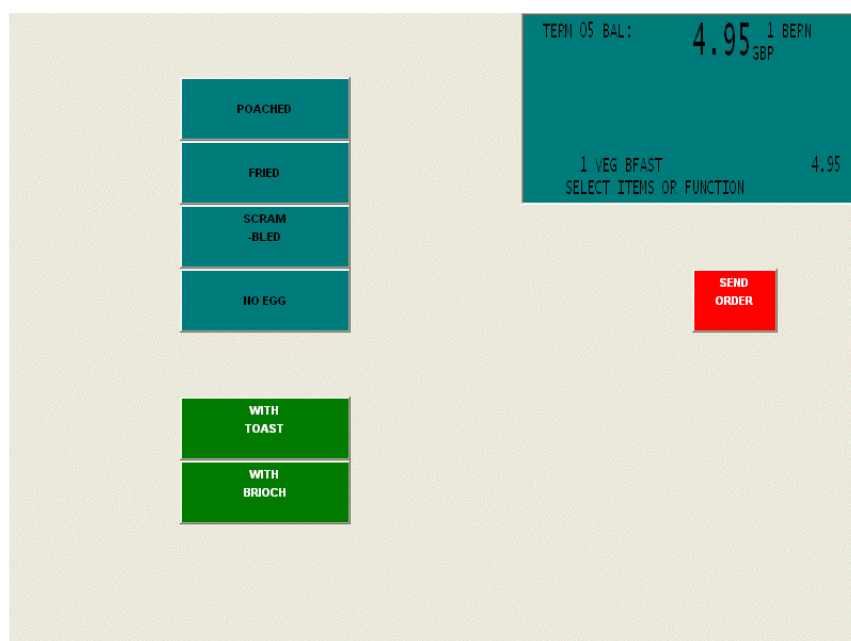 TERM 05 BAL: 4.95 GBP 1 BERN
1 VEG BFAST 4.95
SELECT ITEMS OR FUNCTION
POACHED
FRIED
SCRAM
-BLED
NO EGG
SEND
ORDER
WITH
TOAST
WITH
BRIOCH